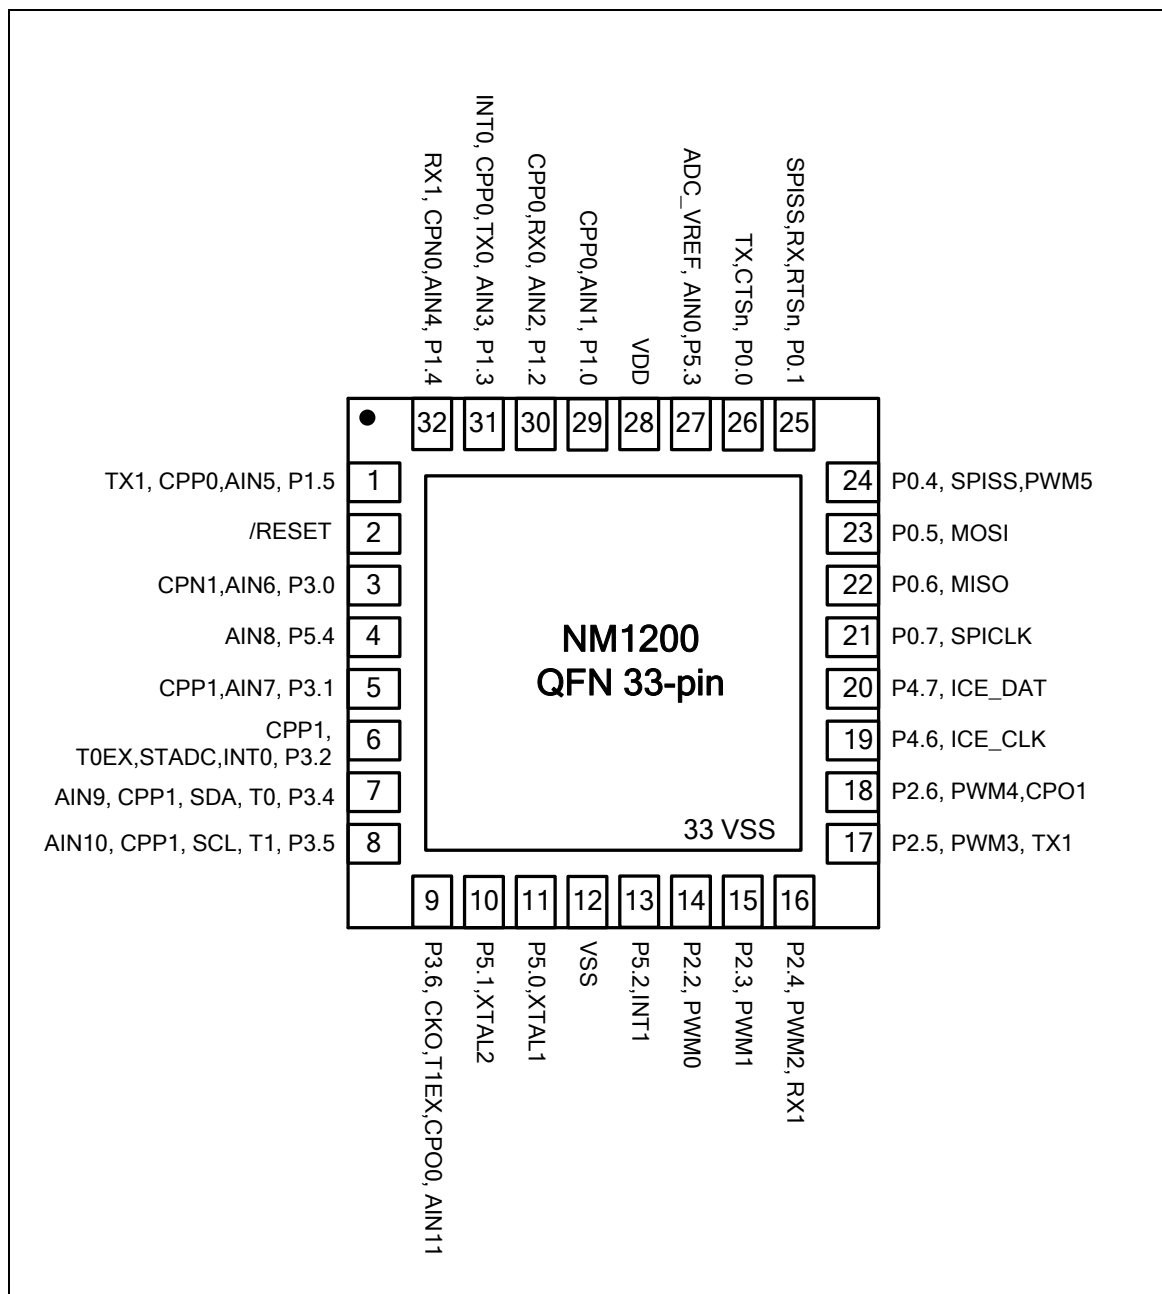 RX1, CPN0,AIN4, P1.4
INT0, CPP0,TX0, AIN3, P1.3
CPP0,RX0, AIN2, P1.2
CPP0,AIN1, P1.0
VDD
ADC_VREF, AIN0,P5.3
TX,CTSn, P0.0
SPISS,RX,RTSn, P0.1
32 31 30 29 28 27 26 25
TX1, CPP0,AIN5, P1.5 1
/RESET 2
CPN1,AIN6, P3.0 3
AIN8, P5.4 4
CPP1,AIN7, P3.1 5
CPP1,
T0EX,STADC,INT0, P3.2 6
AIN9, CPP1, SDA, T0, P3.4 7
AIN10, CPP1, SCL, T1, P3.5 8
NM1200
QFN 33-pin
33 VSS
24 P0.4, SPISS,PWM5
23 P0.5, MOSI
22 P0.6, MISO
21 P0.7, SPICLK
20 P4.7, ICE_DAT
19 P4.6, ICE_CLK
18 P2.6, PWM4,CPO1
17 P2.5, PWM3, TX1
9 10 11 12 13 14 15 16
P3.6, CKO,T1EX,CPO0, AIN11
P5.1,XTAL2
P5.0,XTAL1
VSS
P5.2,INT1
P2.2, PWM0
P2.3, PWM1
P2.4, PWM2, RX1